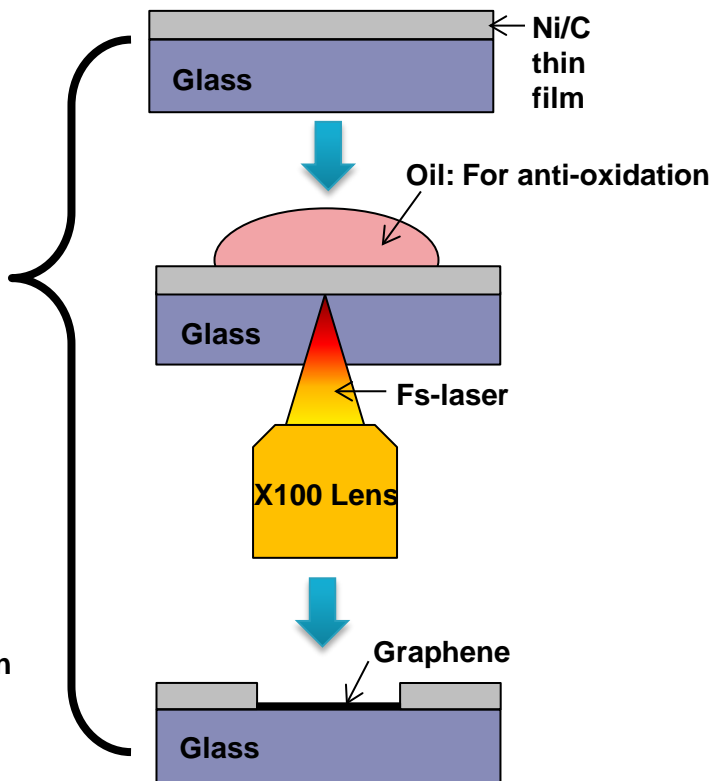 Ni/C
thin
film
Glass
Oil: For anti-oxidation
Glass
Fs-laser
X100 Lens
n
Graphene
Glass